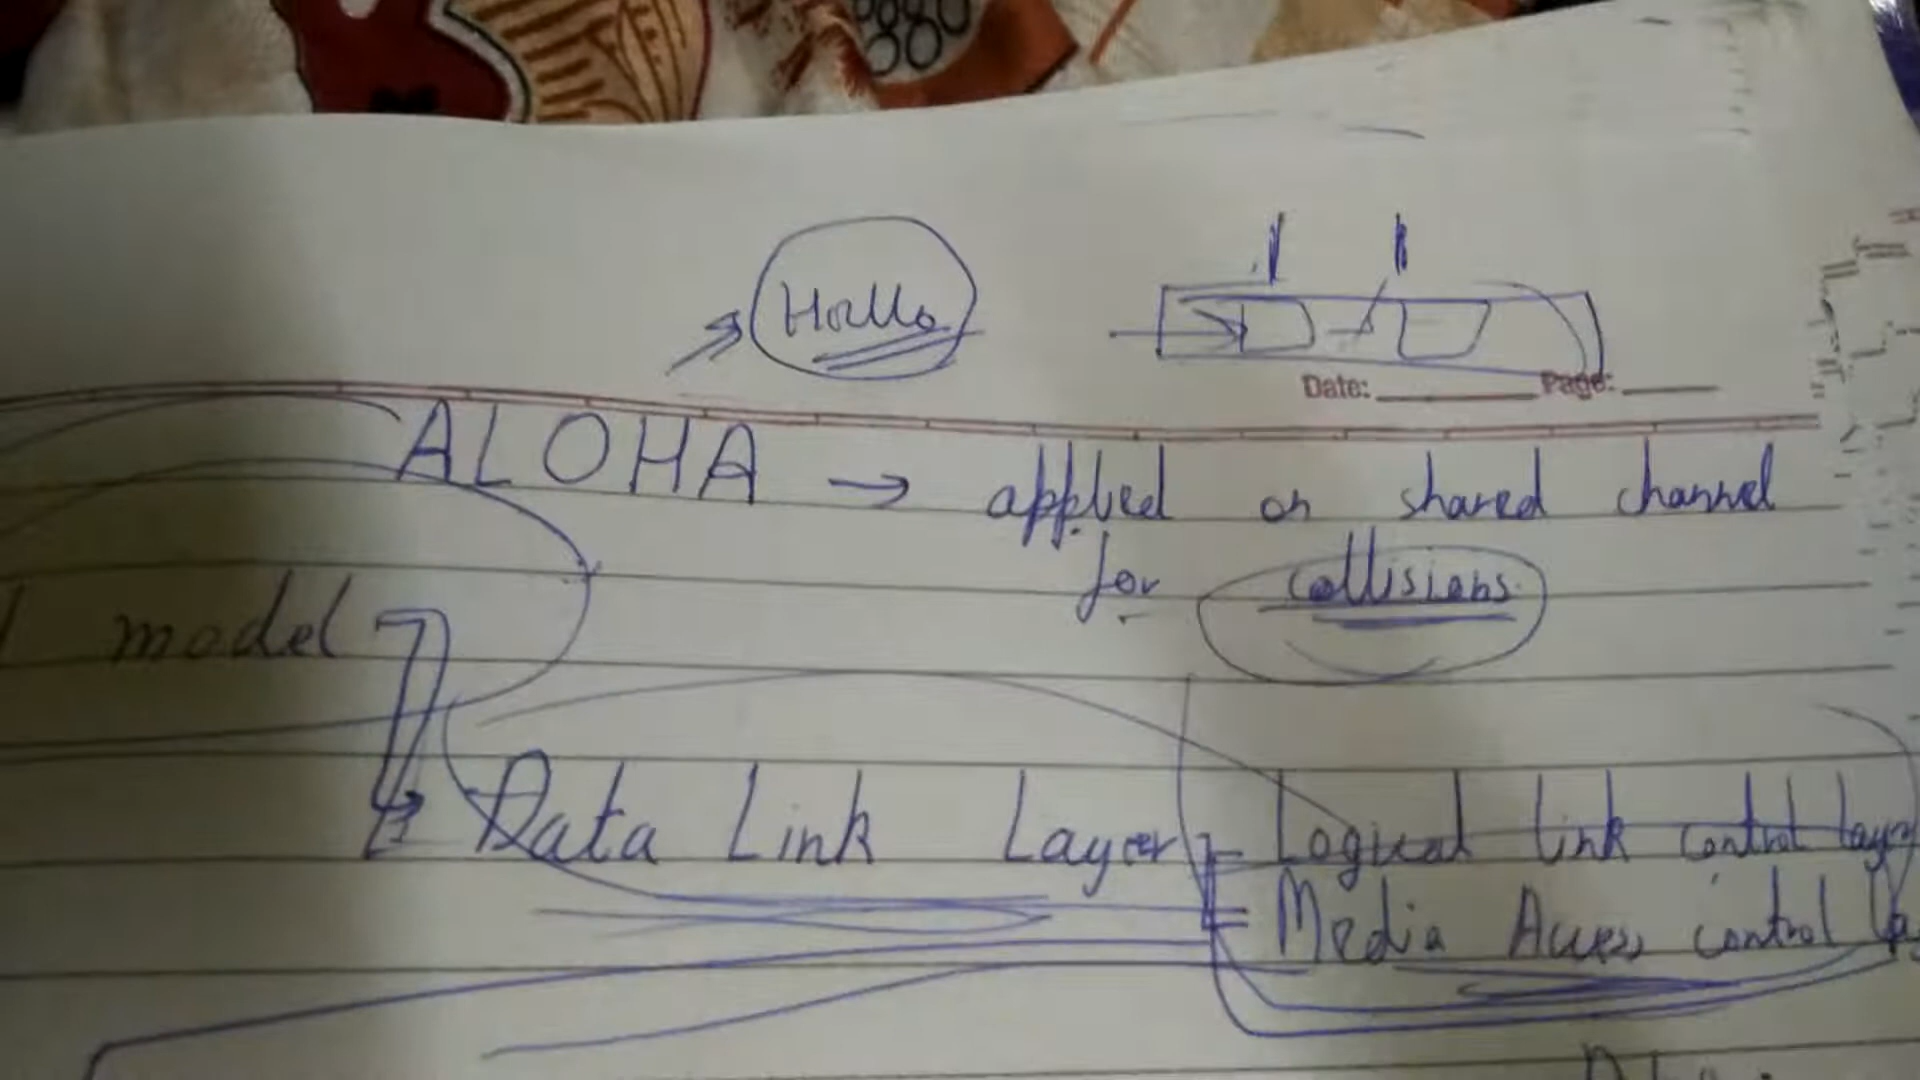 Hello
Date: Page:
ALOHA → applied on shared channel
for collisions
model
Data Link Layer - Logical link control layer
Media Access control